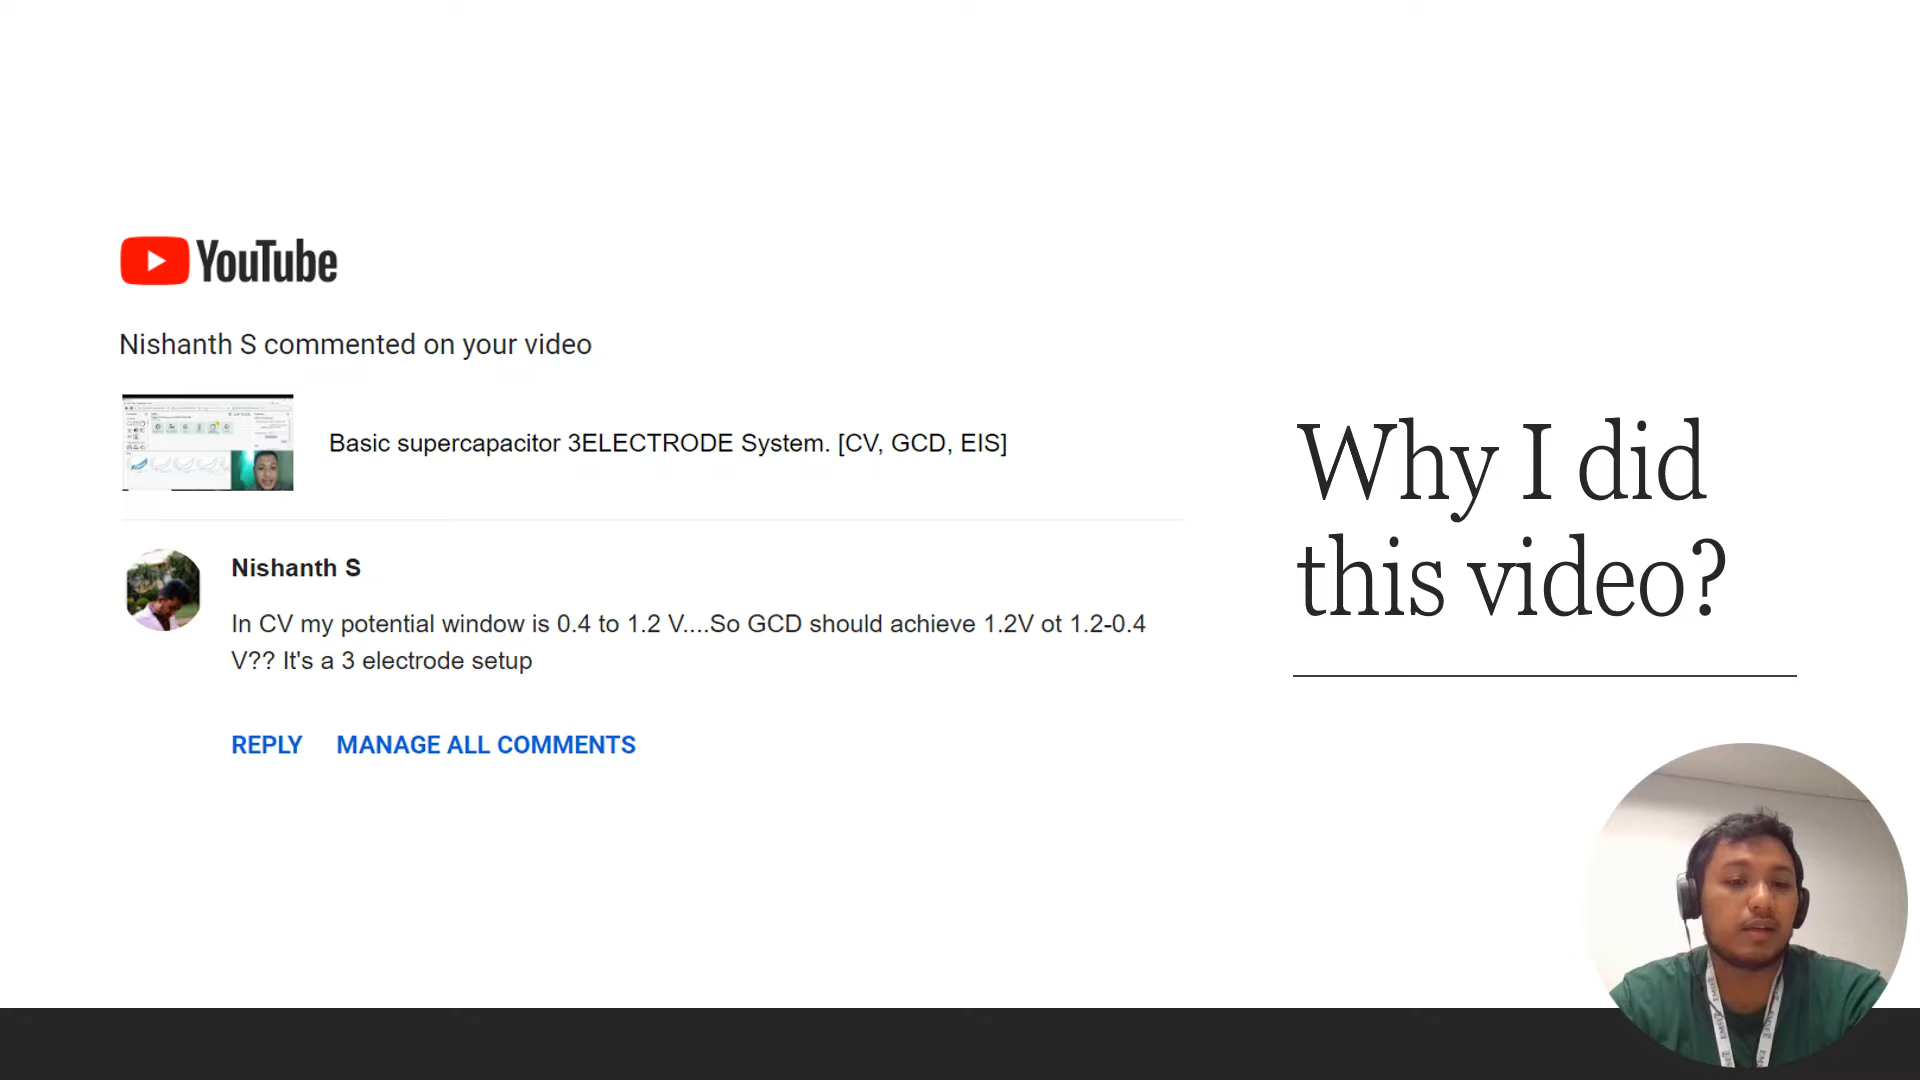 YouTube
Nishanth S commented on your video
Basic supercapacitor 3ELECTRODE System. [CV, GCD, EIS]
Nishanth S
In CV my potential window is 0.4 to 1.2 V....So GCD should achieve 1.2V ot 1.2-0.4
V?? It's a 3 electrode setup
REPLY MANAGE ALL COMMENTS
Why I did
this video?